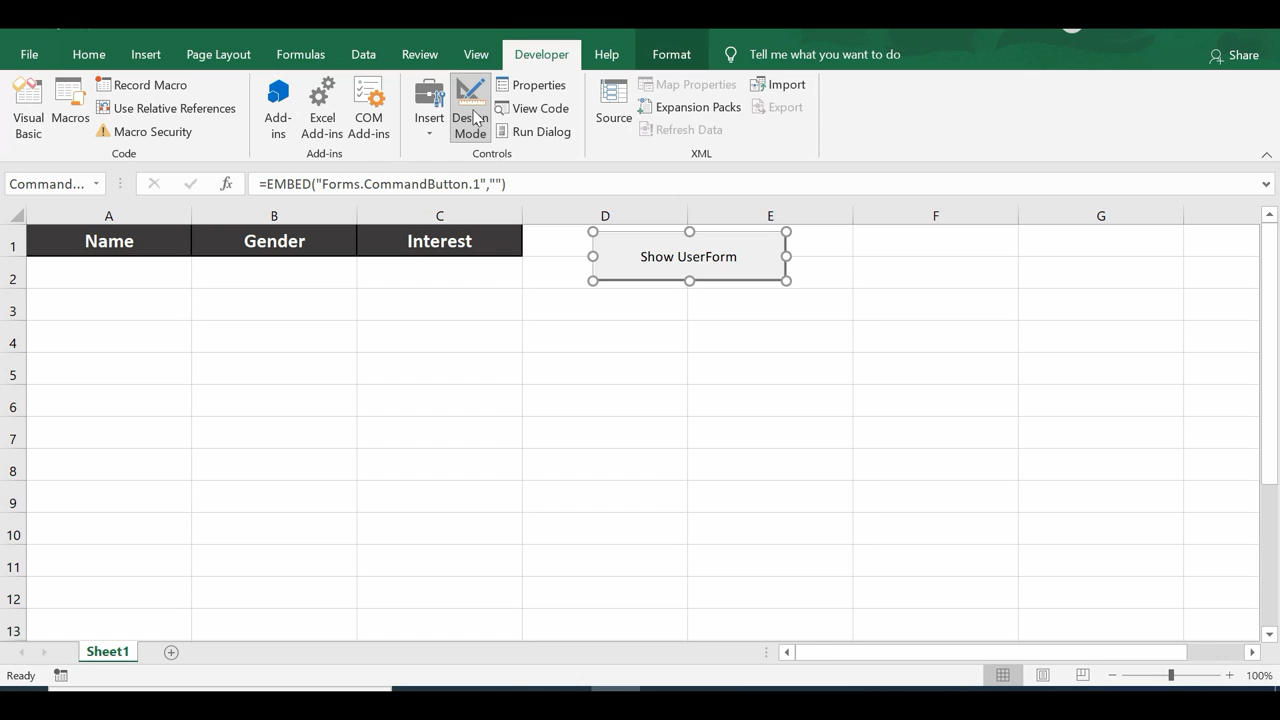 File Home Insert Page Layout Formulas Data Review View Developer Help Format Tell me what you want to do Share
Visual Basic
Macros
Record Macro
Use Relative References
Macro Security
Code
Add-ins
Excel Add-ins
COM Add-ins
Add-ins
Insert
Design Mode
Properties
View Code
Run Dialog
Controls
Source
Map Properties
Expansion Packs
Refresh Data
Import
Export
XML
Command... fx =EMBED("Forms.CommandButton.1","")
A B C D E F G
1 Name Gender Interest
Show UserForm
2
3
4
5
6
7
8
9
10
11
12
13
Sheet1
Ready 100%